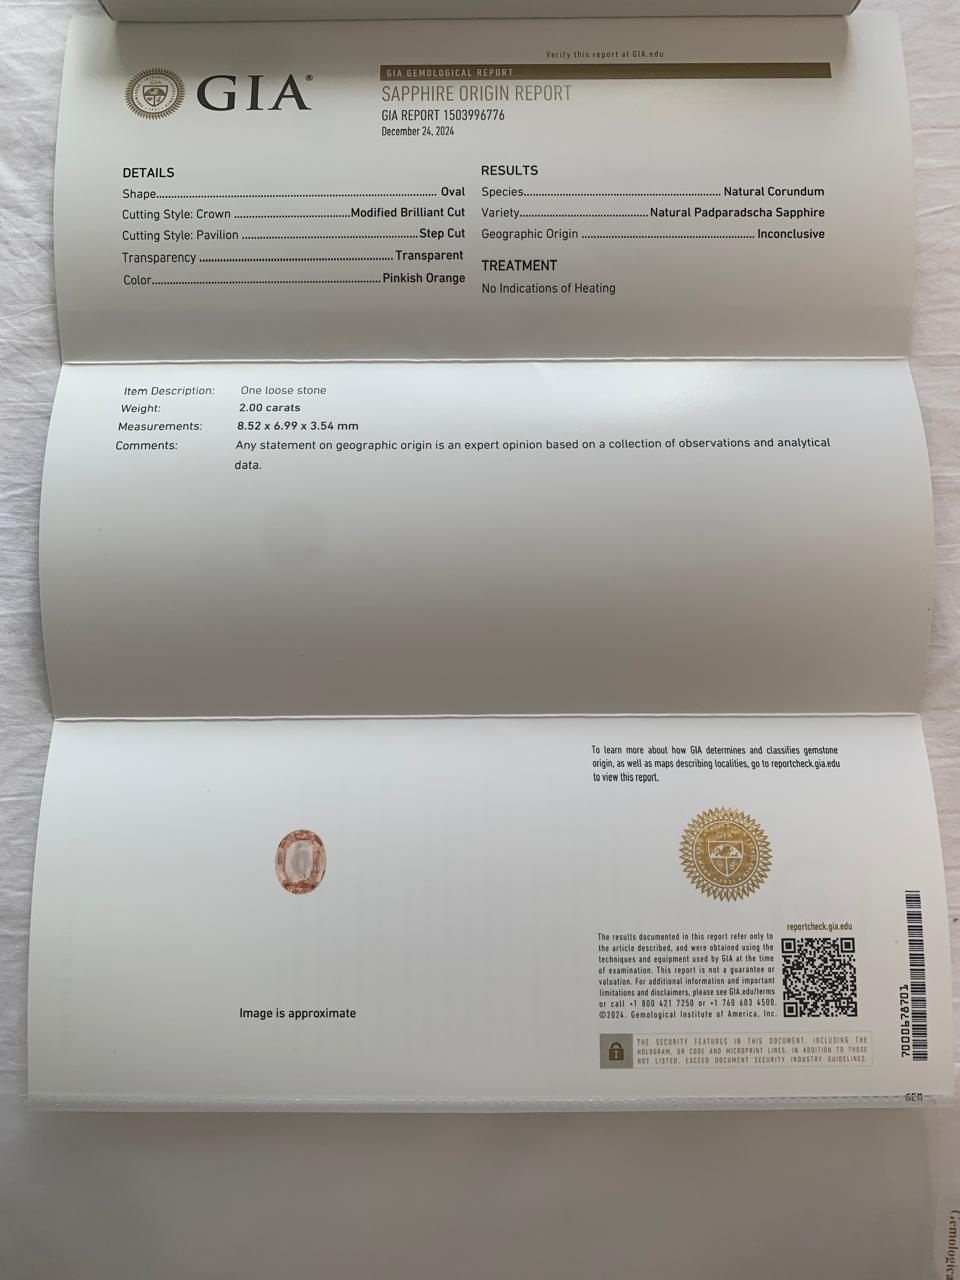 Verify this report at GIA.edu
GIA®
GIA GEMOLOGICAL REPORT
SAPPHIRE ORIGIN REPORT
GIA REPORT 1503996776
December 24, 2024
DETAILS
Shape.......... Oval
Cutting Style: Crown .......... Modified Brilliant Cut
Cutting Style: Pavilion .......... Step Cut
Transparency .......... Transparent
Color.......... Pinkish Orange
RESULTS
Species.......... Natural Corundum
Variety.......... Natural Padparadscha Sapphire
Geographic Origin .......... Inconclusive
TREATMENT
No Indications of Heating
Item Description: One loose stone
Weight: 2.00 carats
Measurements: 8.52 x 6.99 x 3.54 mm
Comments: Any statement on geographic origin is an expert opinion based on a collection of observations and analytical
data.
To learn more about how GIA determines and classifies gemstone
origin, as well as maps describing localities, go to reportcheck.gia.edu
to view this report.
Image is approximate
reportcheck.gia.edu
The results documented in this report refer only to
the article described, and were obtained using the
techniques and equipment used by GIA at the time
of examination. This report is not a guarantee or
valuation. For additional information and important
limitations and disclaimers, please see GIA.edu/terms
or call +1 800 421 7250 or +1 760 603 4500.
©2024. Gemological Institute of America, Inc.
THE SECURITY FEATURES IN THIS DOCUMENT, INCLUDING THE
HOLOGRAM, QR CODE AND MICROPRINT LINES, IN ADDITION TO THOSE
NOT LISTED, EXCEED DOCUMENT SECURITY INDUSTRY GUIDELINES.
7000678701
GEM